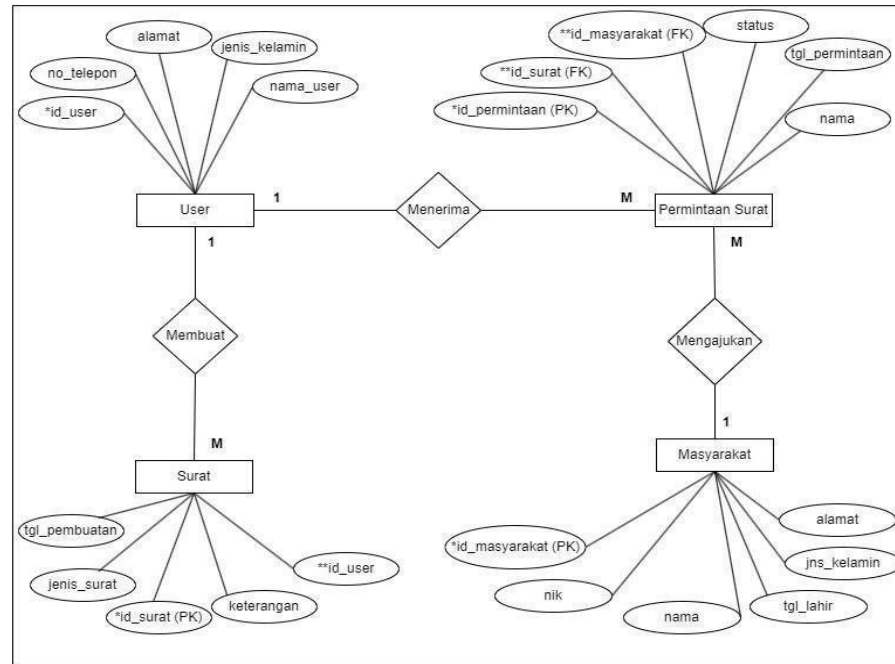 alamat
jenis_kelamin
no_telepon
nama_user
*id_user
**id_masyarakat (FK)
status
tgl_permintaan
**id_surat (FK)
*id_permintaan (PK)
nama
User
1
Menerima
M
Permintaan Surat
1
M
Membuat
Mengajukan
M
1
Surat
Masyarakat
tgl_pembuatan
jenis_surat
*id_surat (PK)
keterangan
**id_user
*id_masyarakat (PK)
nik
nama
tgl_lahir
jns_kelamin
alamat